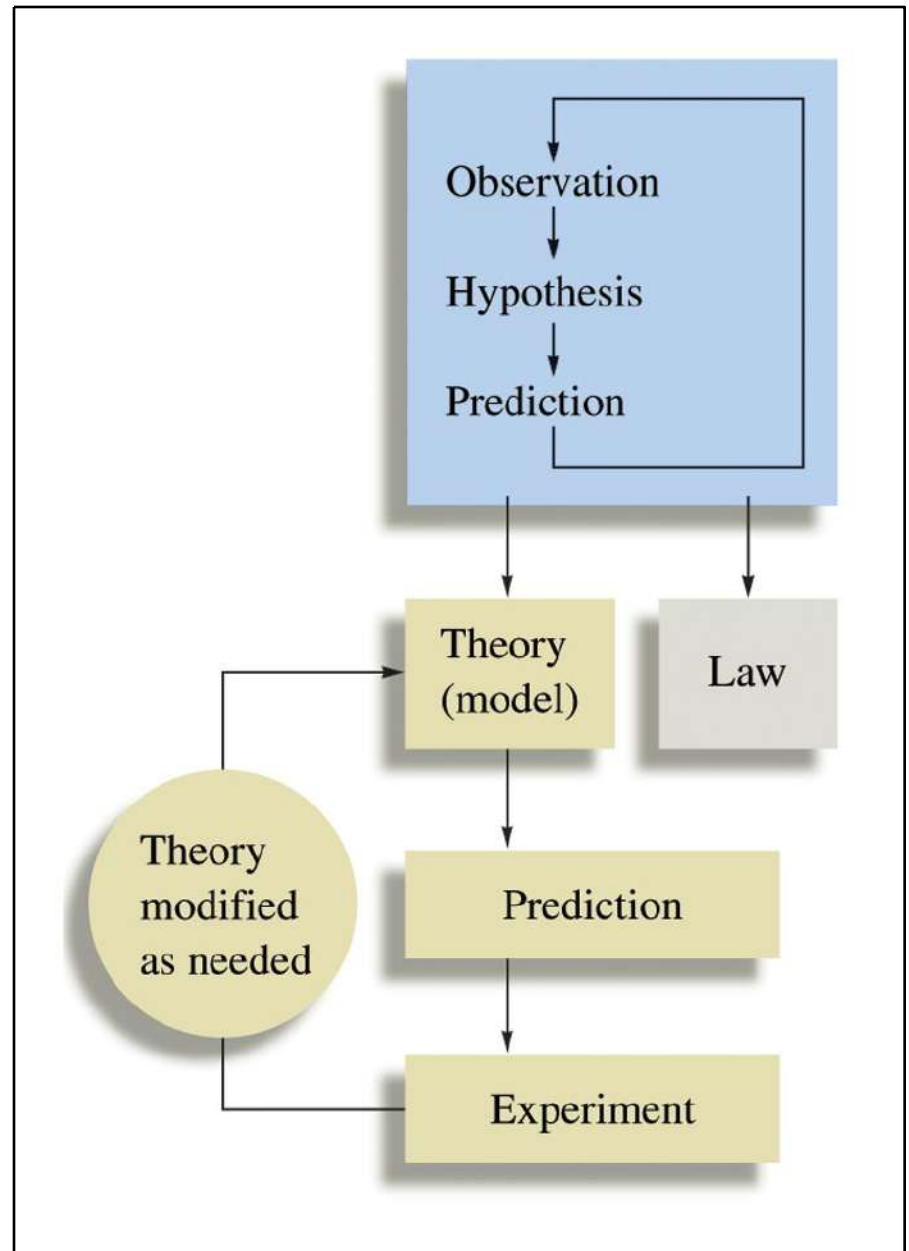 Observation
Hypothesis
Prediction
Theory
(model)
Law
Theory
modified
as needed
Prediction
Experiment